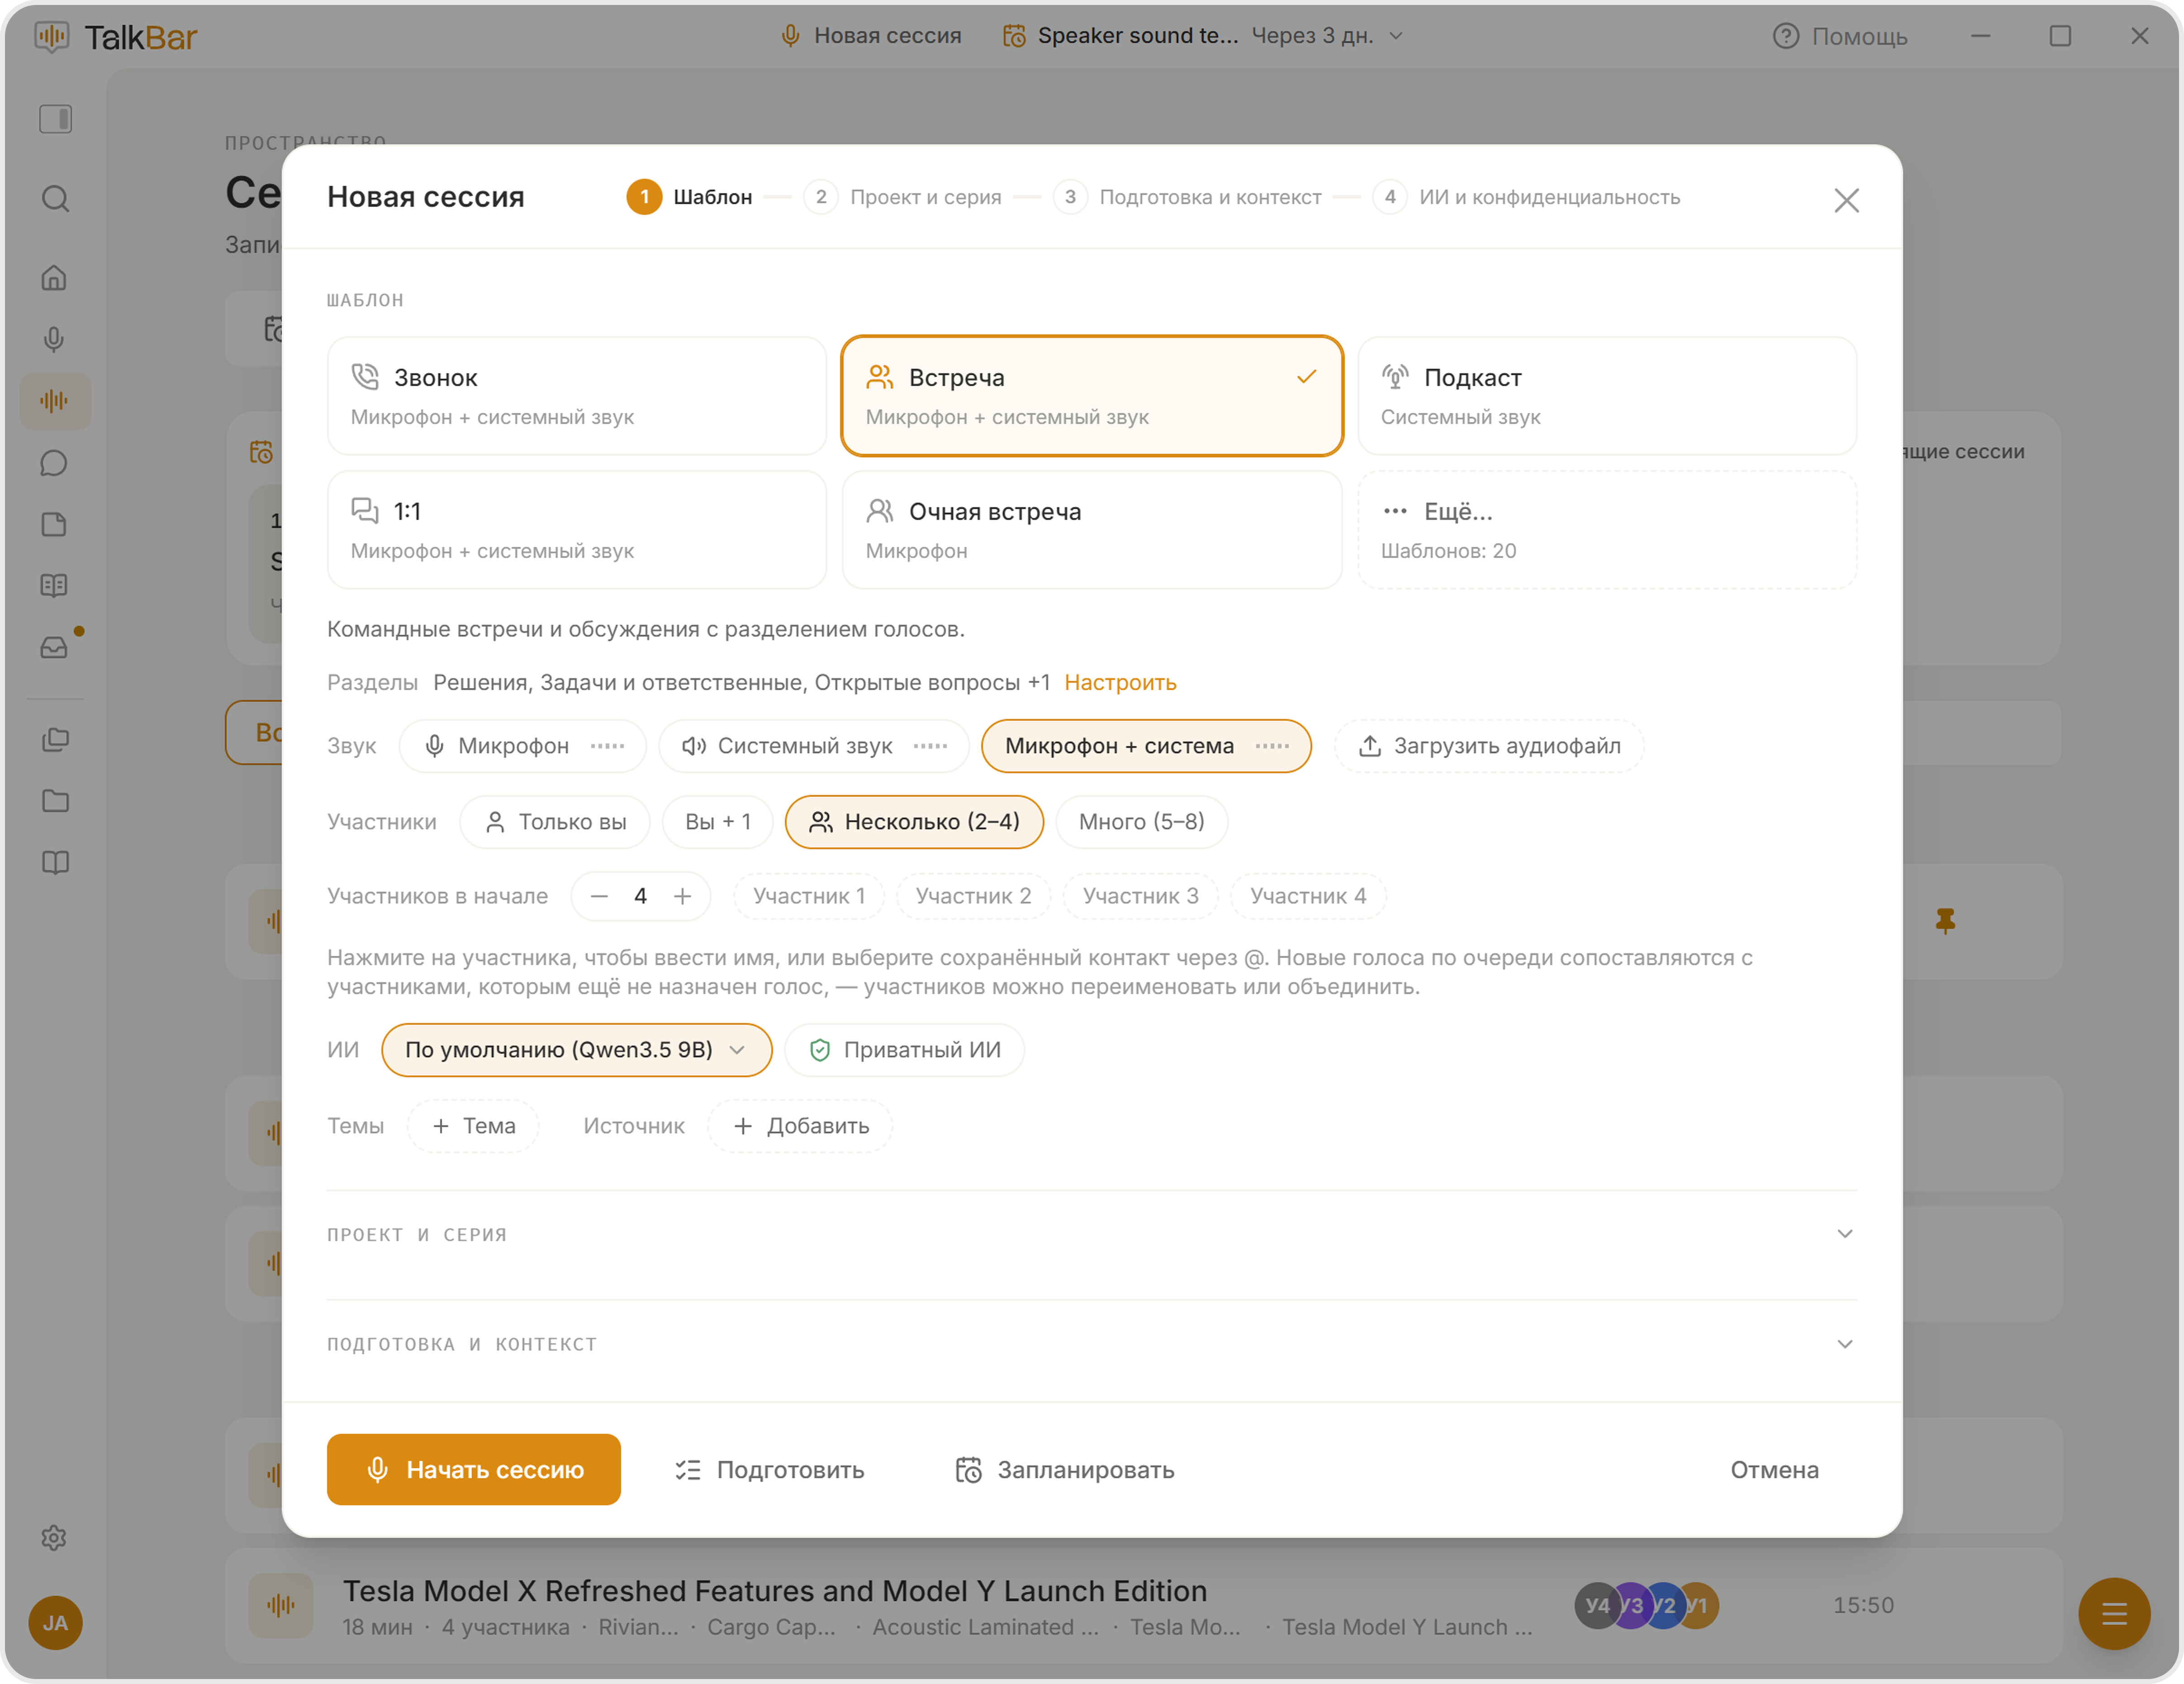 TalkBar
Новая сессия
Speaker sound te... Через 3 дн.
Помощь
ПРОСТРАНСТВО
Новая сессия
1 Шаблон
2 Проект и серия
3 Подготовка и контекст
4 ИИ и конфиденциальность
ШАБЛОН
Звонок
Микрофон + системный звук
Встреча
Микрофон + системный звук
Подкаст
Системный звук
1:1
Микрофон + системный звук
Очная встреча
Микрофон
Ещё...
Шаблонов: 20
Командные встречи и обсуждения с разделением голосов.
Разделы Решения, Задачи и ответственные, Открытые вопросы +1 Настроить
Звук Микрофон Системный звук Микрофон + система Загрузить аудиофайл
Участники Только вы Вы + 1 Несколько (2–4) Много (5–8)
Участников в начале — 4 + Участник 1 Участник 2 Участник 3 Участник 4
Нажмите на участника, чтобы ввести имя, или выберите сохранённый контакт через @. Новые голоса по очереди сопоставляются с
участниками, которым ещё не назначен голос, — участников можно переименовать или объединить.
ИИ По умолчанию (Qwen3.5 9B) Приватный ИИ
Темы + Тема Источник + Добавить
ПРОЕКТ И СЕРИЯ
ПОДГОТОВКА И КОНТЕКСТ
Начать сессию
Подготовить
Запланировать
Отмена
сессии
Tesla Model X Refreshed Features and Model Y Launch Edition
18 мин · 4 участника · Rivian... · Cargo Cap... · Acoustic Laminated ... · Tesla Mo... · Tesla Model Y Launch ...
У4 У3 У2 У1
15:50
JA